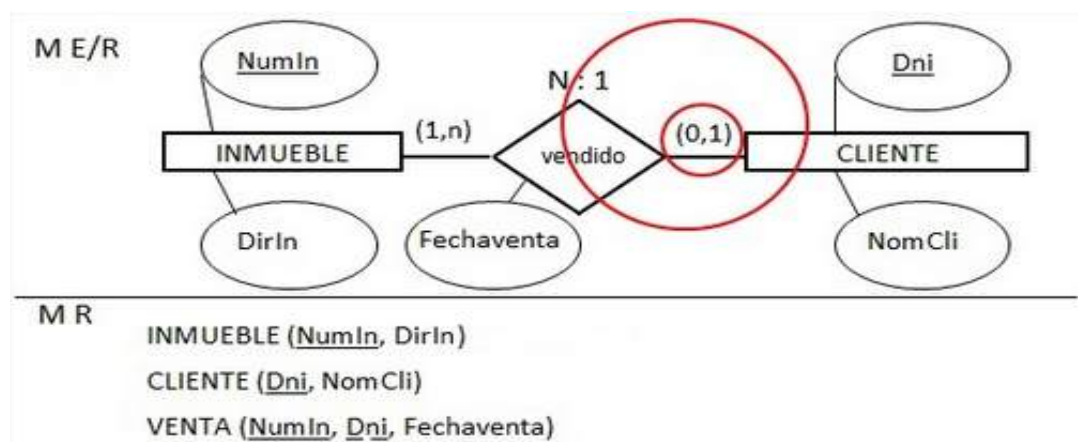 M E/R
NumIn
Dni
N : 1
(1,n)
(0,1)
INMUEBLE
vendido
CLIENTE
DirIn
Fechaventa
NomCli
M R
INMUEBLE (NumIn, DirIn)
CLIENTE (Dni, NomCli)
VENTA (NumIn, Dni, Fechaventa)